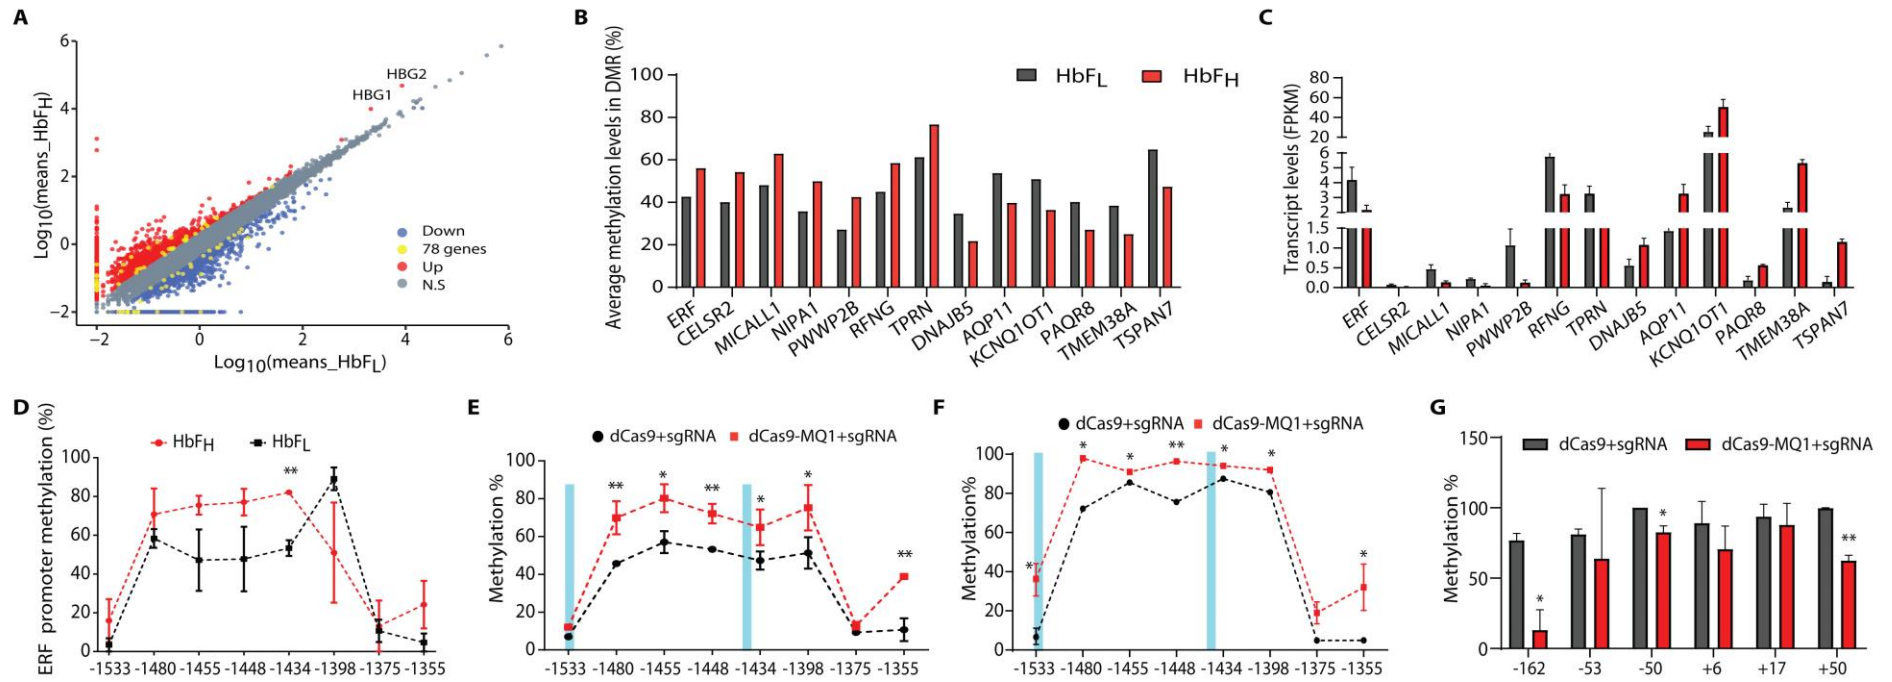 A
Log10(means_HbFH)
6
4
2
0
−2
−2
0
2
4
6
Log10(means_HbFL)
HBG2
HBG1
Down
78 genes
Up
N.S
B
Average methylation levels in DMR (%)
100
80
60
40
20
0
HbFL
HbFH
ERF
CELSR2
MICALL1
NIPA1
PWWP2B
RFNG
TPRN
DNAJB5
AQP11
KCNQ1OT1
PAQR8
TMEM38A
TSPAN7
C
Transcript levels (FPKM)
80
60
40
20
6
5
4
3
2
1.5
1.0
0.5
0.0
ERF
CELSR2
MICALL1
NIPA1
PWWP2B
RFNG
TPRN
DNAJB5
AQP11
KCNQ1OT1
PAQR8
TMEM38A
TSPAN7
D
ERF promoter methylation (%)
HbFH
HbFL
100
80
60
40
20
0
**
-1533
-1480
-1455
-1448
-1434
-1398
-1375
-1355
E
Methylation %
dCas9+sgRNA
dCas9-MQ1+sgRNA
100
80
60
40
20
0
**
*
**
*
*
**
-1533
-1480
-1455
-1448
-1434
-1398
-1375
-1355
F
Methylation%
dCas9+sgRNA
dCas9-MQ1+sgRNA
100
80
60
40
20
0
*
*
*
**
*
*
*
-1533
-1480
-1455
-1448
-1434
-1398
-1375
-1355
G
Methylation %
dCas9+sgRNA
dCas9-MQ1+sgRNA
150
100
50
0
*
*
**
-162
-53
-50
+6
+17
+50